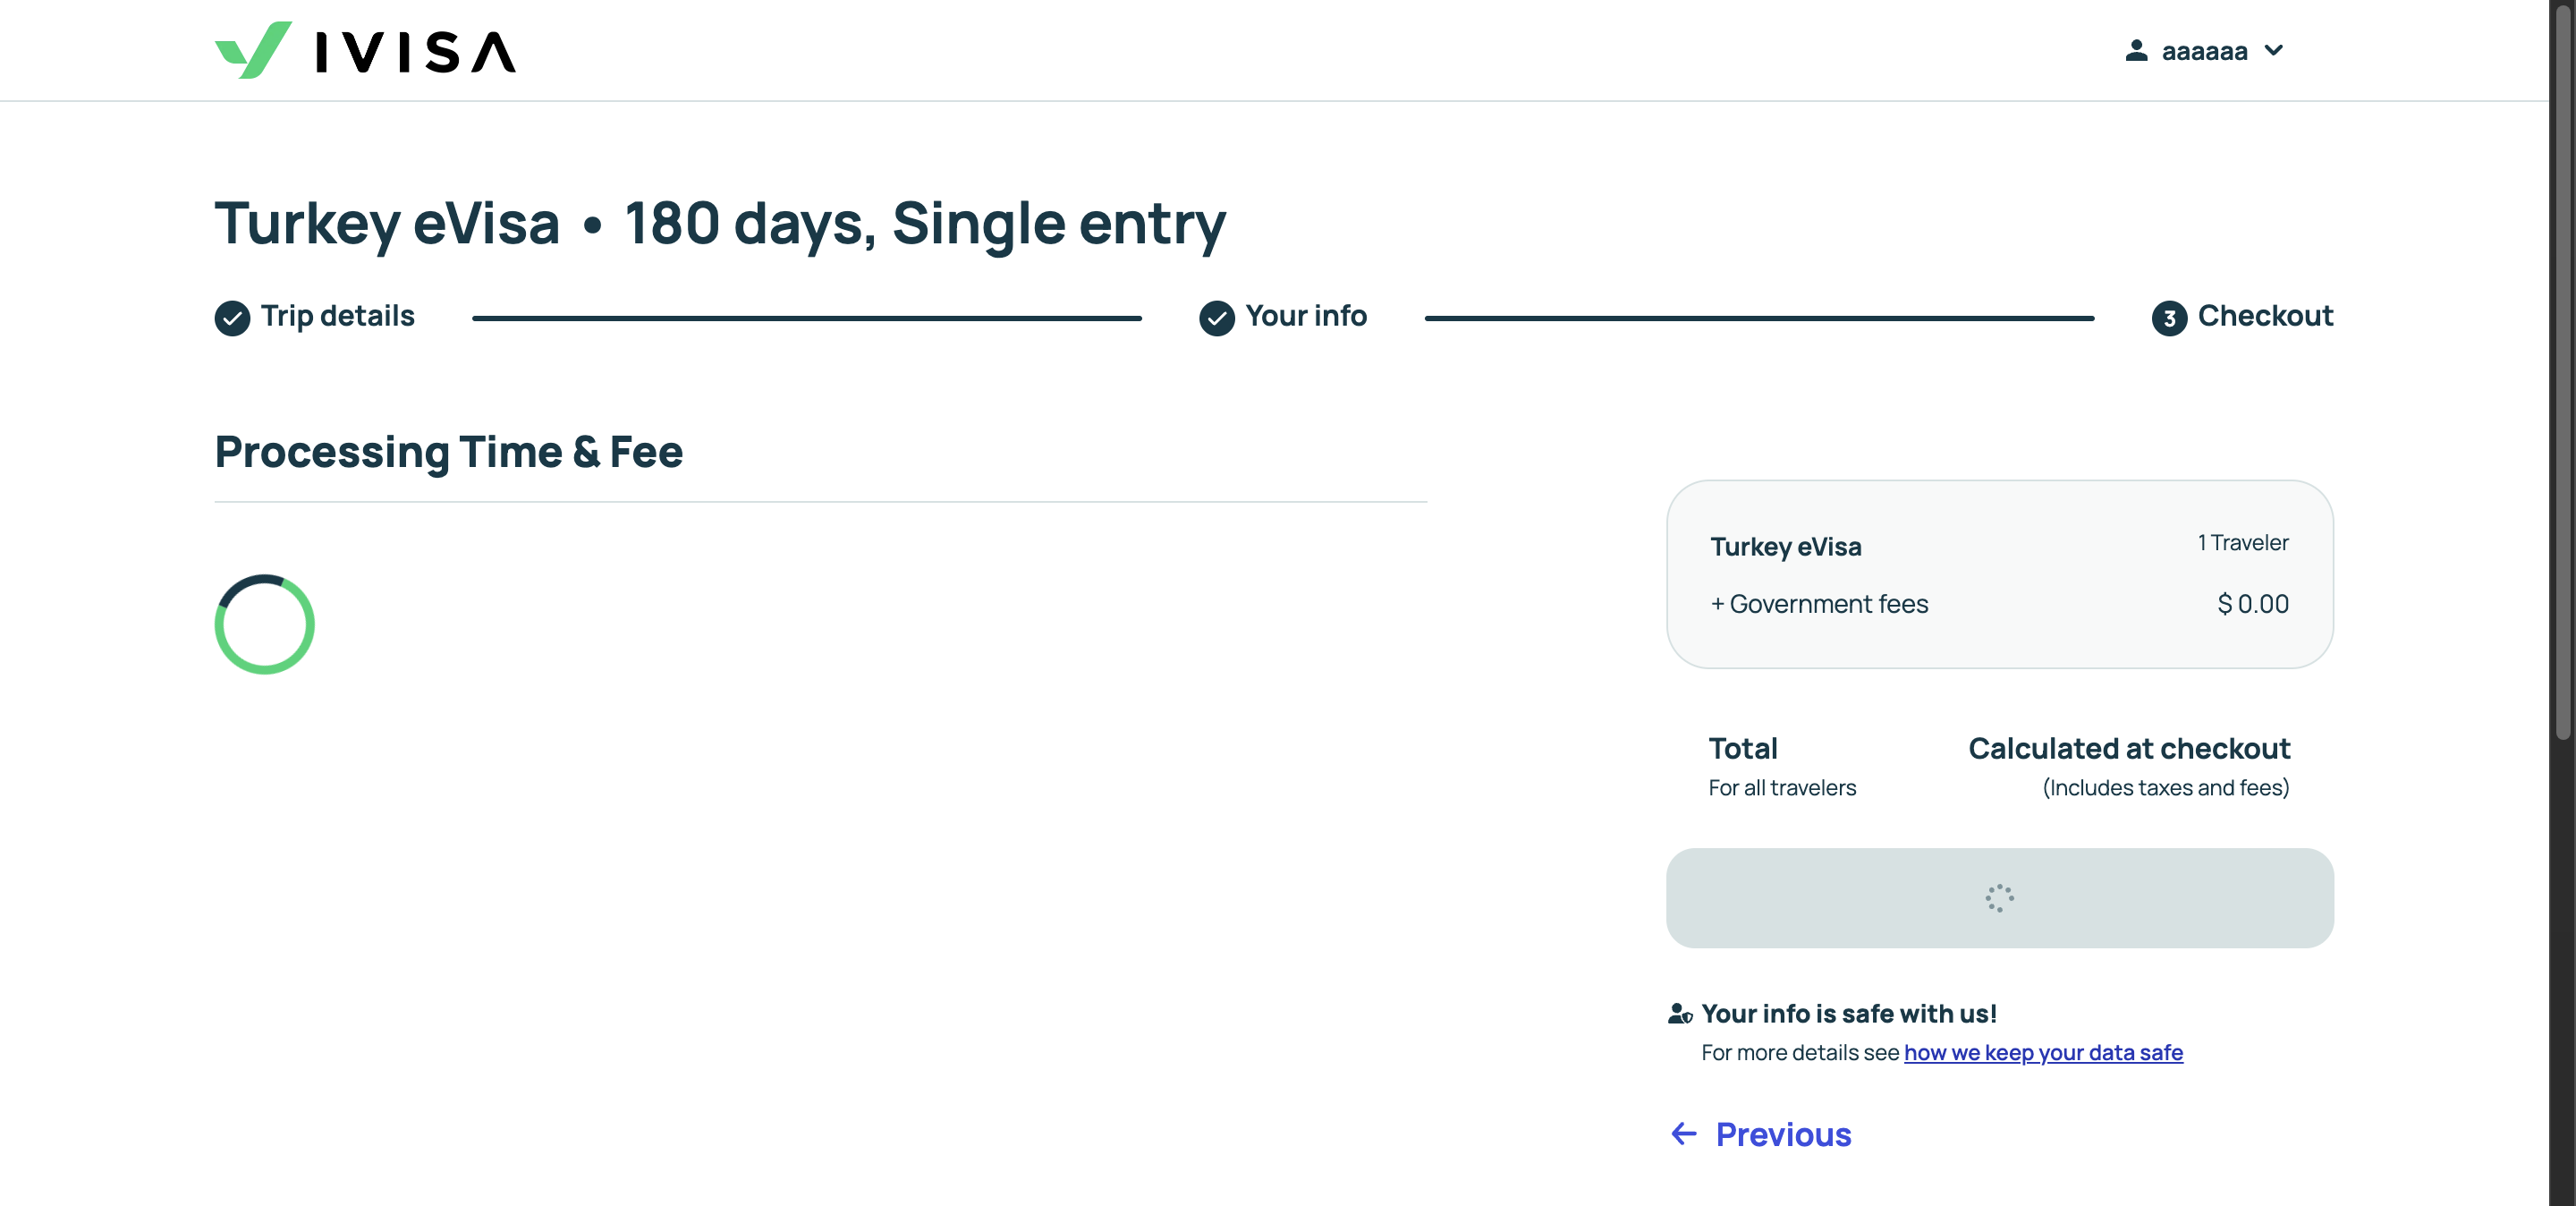 IVISA
aaaaaa
Turkey eVisa • 180 days, Single entry
Trip details
Your info
3 Checkout
Processing Time & Fee
Turkey eVisa 1 Traveler
+ Government fees $ 0.00
Total Calculated at checkout
For all travelers (Includes taxes and fees)
Your info is safe with us!
For more details see how we keep your data safe
← Previous